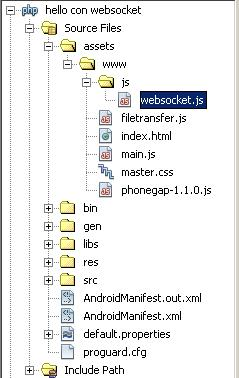 php hello con websocket
Source Files
assets
www
js
websocket.js
filetransfer.js
index.html
main.js
master.css
phonegap-1.1.0.js
bin
gen
libs
res
src
AndroidManifest.out.xml
AndroidManifest.xml
default.properties
proguard.cfg
Include Path